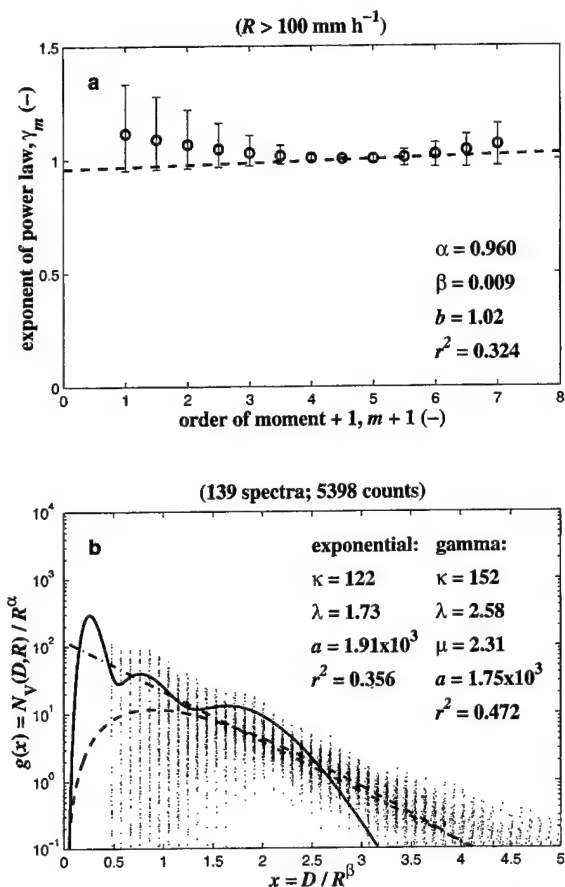 (R > 100 mm h⁻¹)
1.5
a
exponent of power law, γm (−)
1
0.5
0
α = 0.960
β = 0.009
b = 1.02
r² = 0.324
0 1 2 3 4 5 6 7 8
order of moment + 1, m + 1 (−)
(139 spectra; 5398 counts)
b
g(x) = NV(D,R) / R^α
10⁴
10³
10²
10¹
10⁰
10⁻¹
exponential: gamma:
κ = 122 κ = 152
λ = 1.73 λ = 2.58
a = 1.91x10³ μ = 2.31
r² = 0.356 a = 1.75x10³
r² = 0.472
0 0.5 1 1.5 2 2.5 3 3.5 4 4.5 5
x = D / R^β